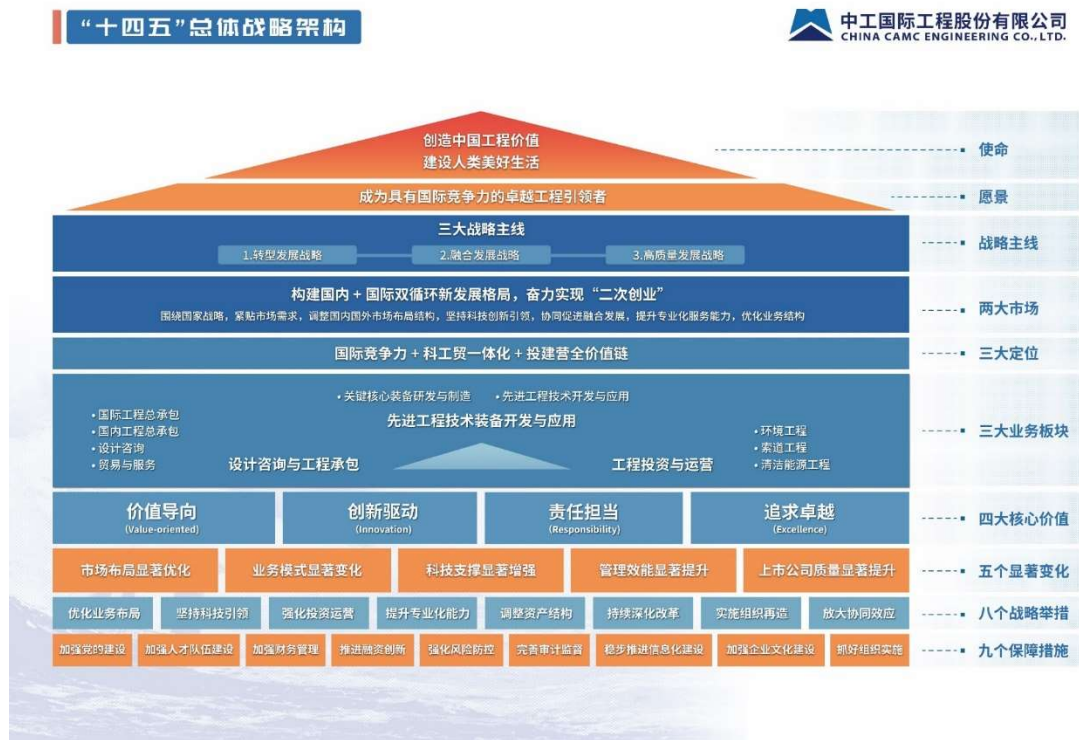 “十四五”总体战略架构
中工国际工程股份有限公司
CHINA CAMC ENGINEERING CO.,LTD.
创造中国工程价值
建设人类美好生活
使命
成为具有国际竞争力的卓越工程引领者
愿景
三大战略主线
1.转型发展战略
2.融合发展战略
3.高质量发展战略
战略主线
构建国内 + 国际双循环新发展格局，奋力实现“二次创业”
围绕国家战略，紧贴市场需求，调整国内国外市场布局结构，坚持科技创新引领，协同促进融合发展，提升专业化服务能力，优化业务结构
两大市场
国际竞争力 + 科工贸一体化 + 投建营全价值链
三大定位
• 关键核心装备研发与制造
• 先进工程技术开发与应用
先进工程技术装备开发与应用
• 国际工程总承包
• 国内工程总承包
• 设计咨询
• 贸易与服务
设计咨询与工程承包
工程投资与运营
• 环境工程
• 索道工程
• 清洁能源工程
三大业务板块
价值导向
(Value-oriented)
创新驱动
(Innovation)
责任担当
(Responsibility)
追求卓越
(Excellence)
四大核心价值
市场布局显著优化
业务模式显著变化
科技支撑显著增强
管理效能显著提升
上市公司质量显著提升
五个显著变化
优化业务布局
坚持科技引领
强化投资运营
提升专业化能力
调整资产结构
持续深化改革
实施组织再造
放大协同效应
八个战略举措
加强党的建设
加强人才队伍建设
加强财务管理
推进融资创新
强化风险防控
完善审计监督
稳步推进信息化建设
加强企业文化建设
抓好组织实施
九个保障措施